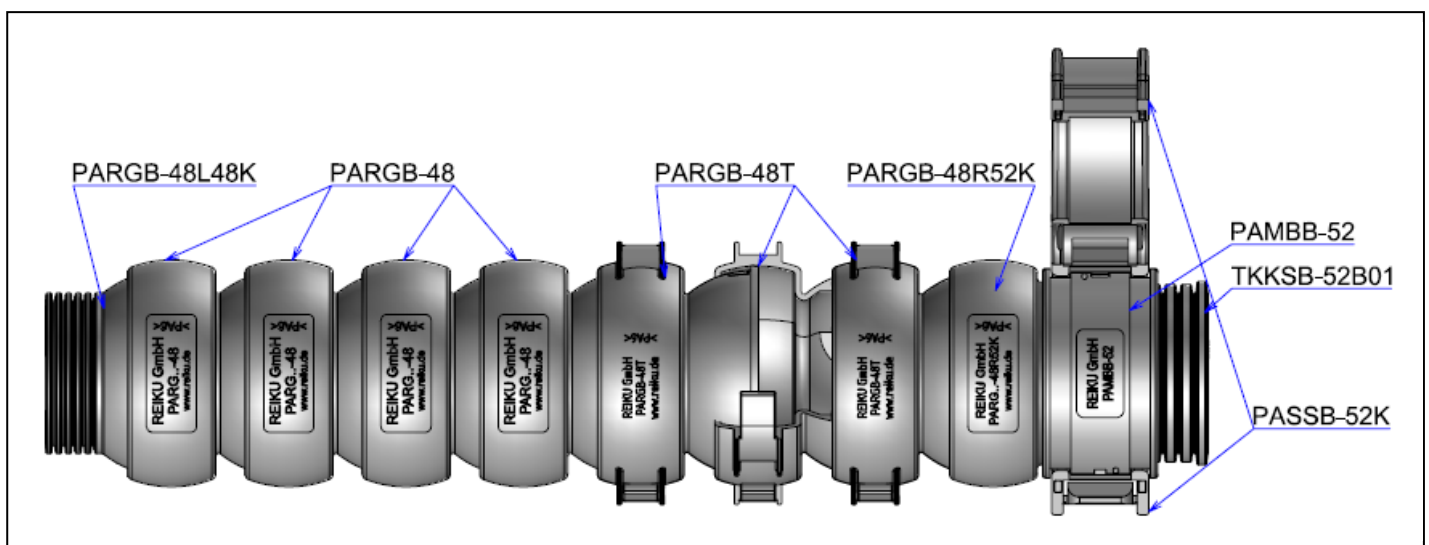 PARGB-48L48K
PARGB-48
PARGB-48T
PARGB-48R52K
PAMBB-52
TKKSB-52B01
PASSB-52K
>PA6<
REIKU GmbH
PARG..-48
www.reiku.de
>PA6<
REIKU GmbH
PARG..-48
www.reiku.de
>PA6<
REIKU GmbH
PARG..-48
www.reiku.de
>PA6<
REIKU GmbH
PARG..-48
www.reiku.de
>PA6<
REIKU GmbH
PARGB-48T
www.reiku.de
>PA6<
REIKU GmbH
PARGB-48T
www.reiku.de
>PA6<
REIKU GmbH
PARG..-48R52K
www.reiku.de
REIKU GmbH
PAMBB-52